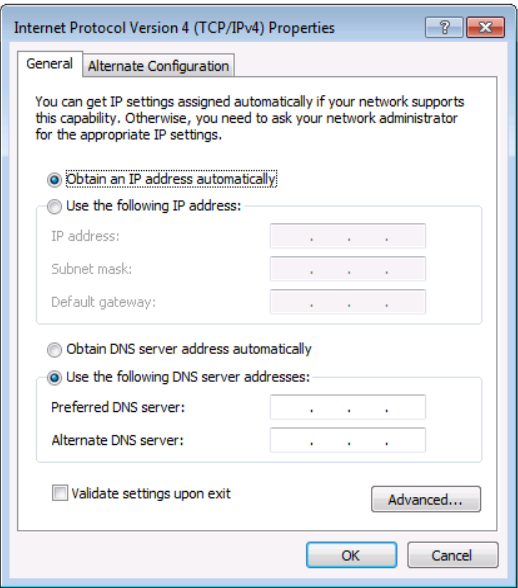 Internet Protocol Version 4 (TCP/IPv4) Properties
?
General
Alternate Configuration
You can get IP settings assigned automatically if your network supports
this capability. Otherwise, you need to ask your network administrator
for the appropriate IP settings.
Obtain an IP address automatically
Use the following IP address:
IP address: . . .
Subnet mask: . . .
Default gateway: . . .
Obtain DNS server address automatically
Use the following DNS server addresses:
Preferred DNS server: . . .
Alternate DNS server: . . .
Validate settings upon exit
Advanced...
OK
Cancel